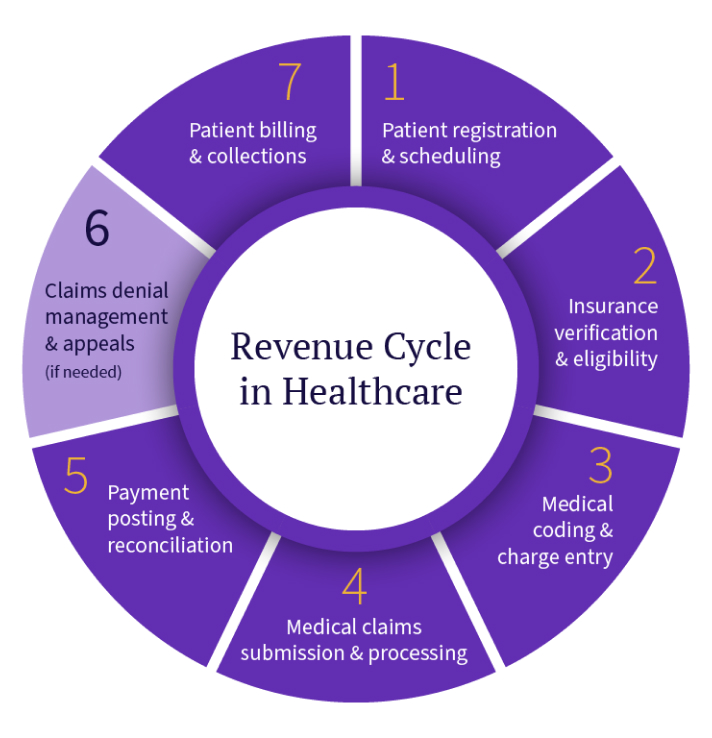 Revenue Cycle
in Healthcare
1
Patient registration
& scheduling
2
Insurance
verification
& eligibility
3
Medical
coding &
charge entry
4
Medical claims
submission & processing
5
Payment
posting &
reconciliation
6
Claims denial
management
& appeals
(if needed)
7
Patient billing
& collections